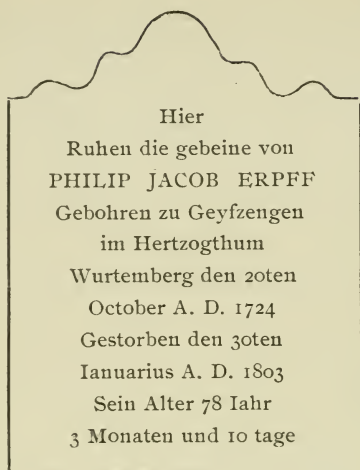 Hier
Ruhen die gebeine von
PHILIP JACOB ERPFF
Gebohren zu Geyfzengen
im Hertzogthum
Wurtemberg den 20ten
October A. D. 1724
Gestorben den 30ten
Ianuarius A. D. 1803
Sein Alter 78 Iahr
3 Monaten und 10 tage